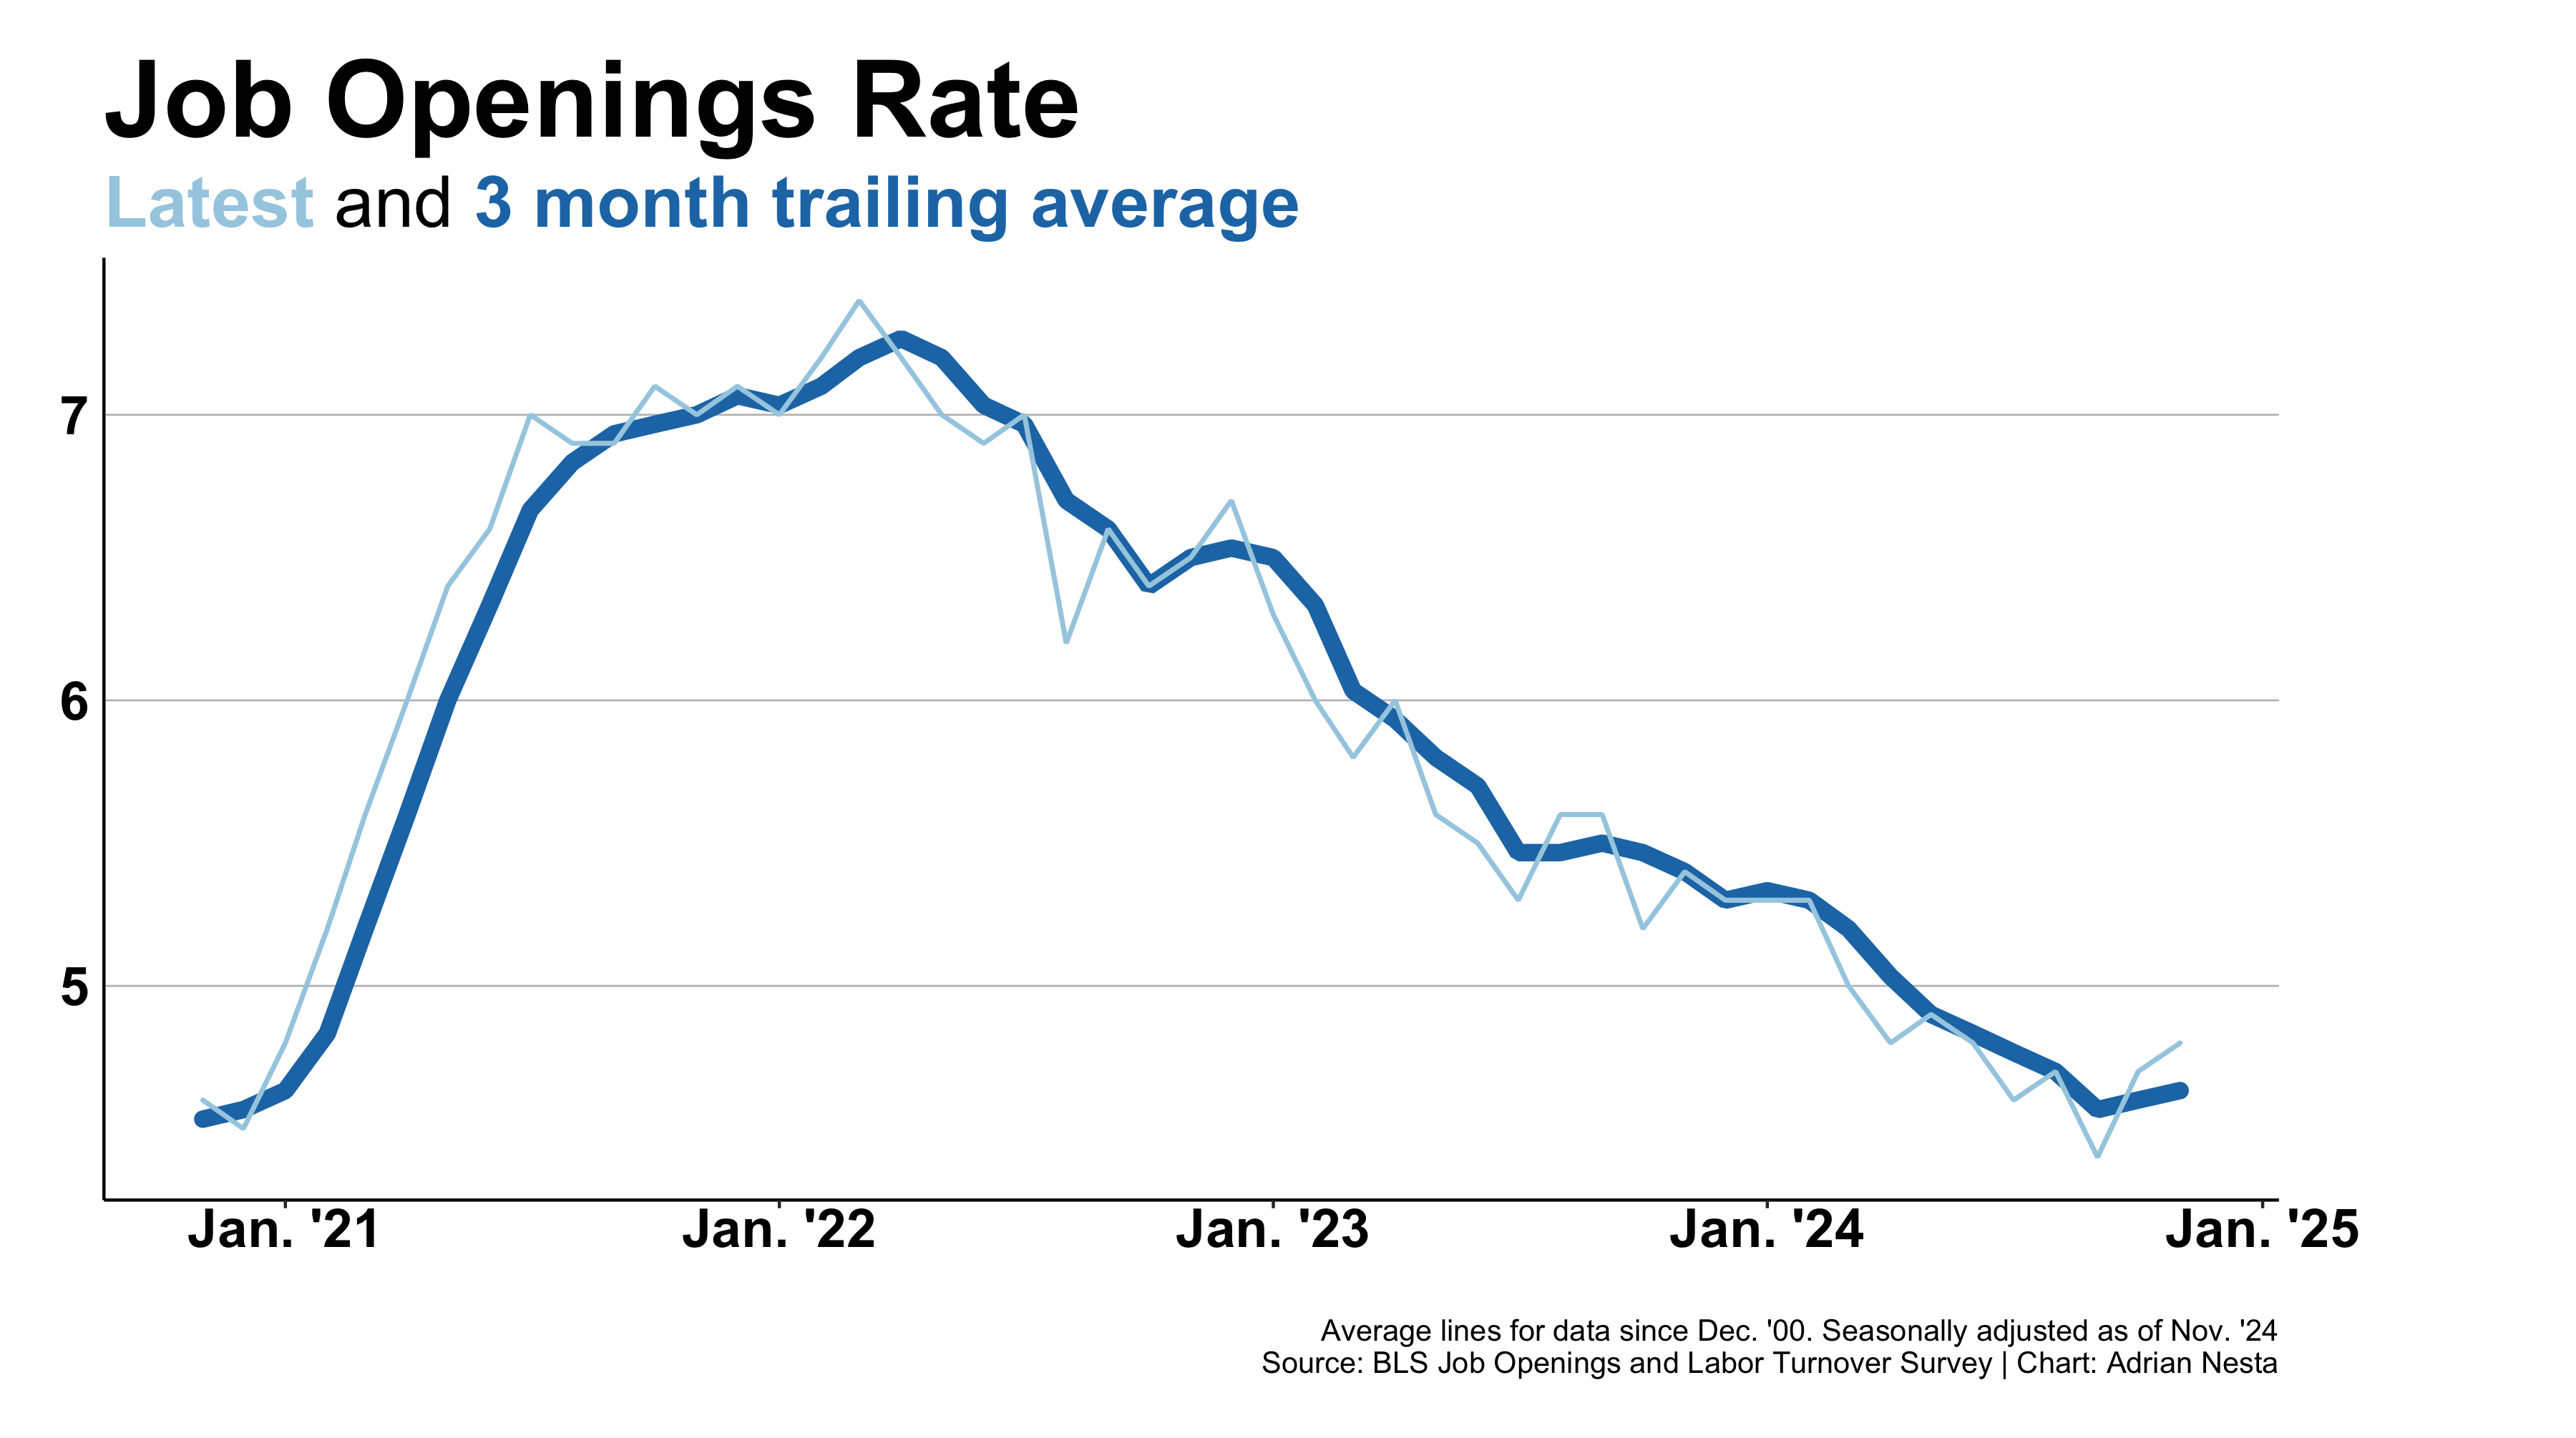 Job Openings Rate
Latest and 3 month trailing average
7
6
5
Jan. '21 Jan. '22 Jan. '23 Jan. '24 Jan. '25
Average lines for data since Dec. '00. Seasonally adjusted as of Nov. '24
Source: BLS Job Openings and Labor Turnover Survey | Chart: Adrian Nesta